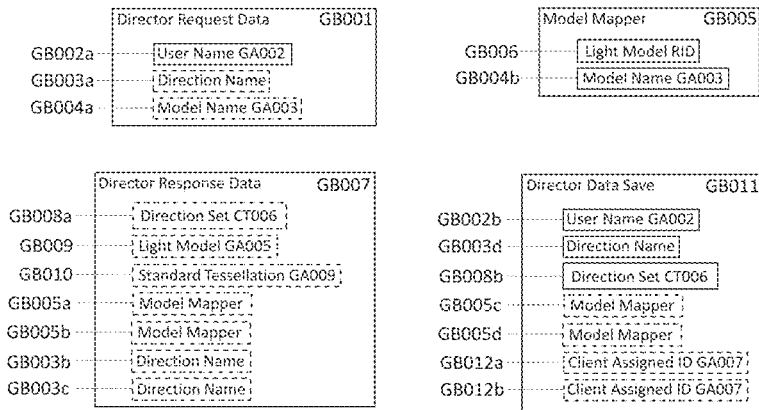 Director Request Data GB001
GB002a User Name GA002
GB003a Direction Name
GB004a Model Name GA003
Model Mapper GB005
GB006 Light Model RID
GB004b Model Name GA003
Director Response Data GB007
GB008a Direction Set CT006
GB009 Light Model GA005
GB010 Standard Tessellation GA009
GB005a Model Mapper
GB005b Model Mapper
GB003b Direction Name
GB003c Direction Name
Director Data Save GB011
GB002b User Name GA002
GB003d Direction Name
GB008b Direction Set CT006
GB005c Model Mapper
GB005d Model Mapper
GB012a Client Assigned ID GA007
GB012b Client Assigned ID GA007